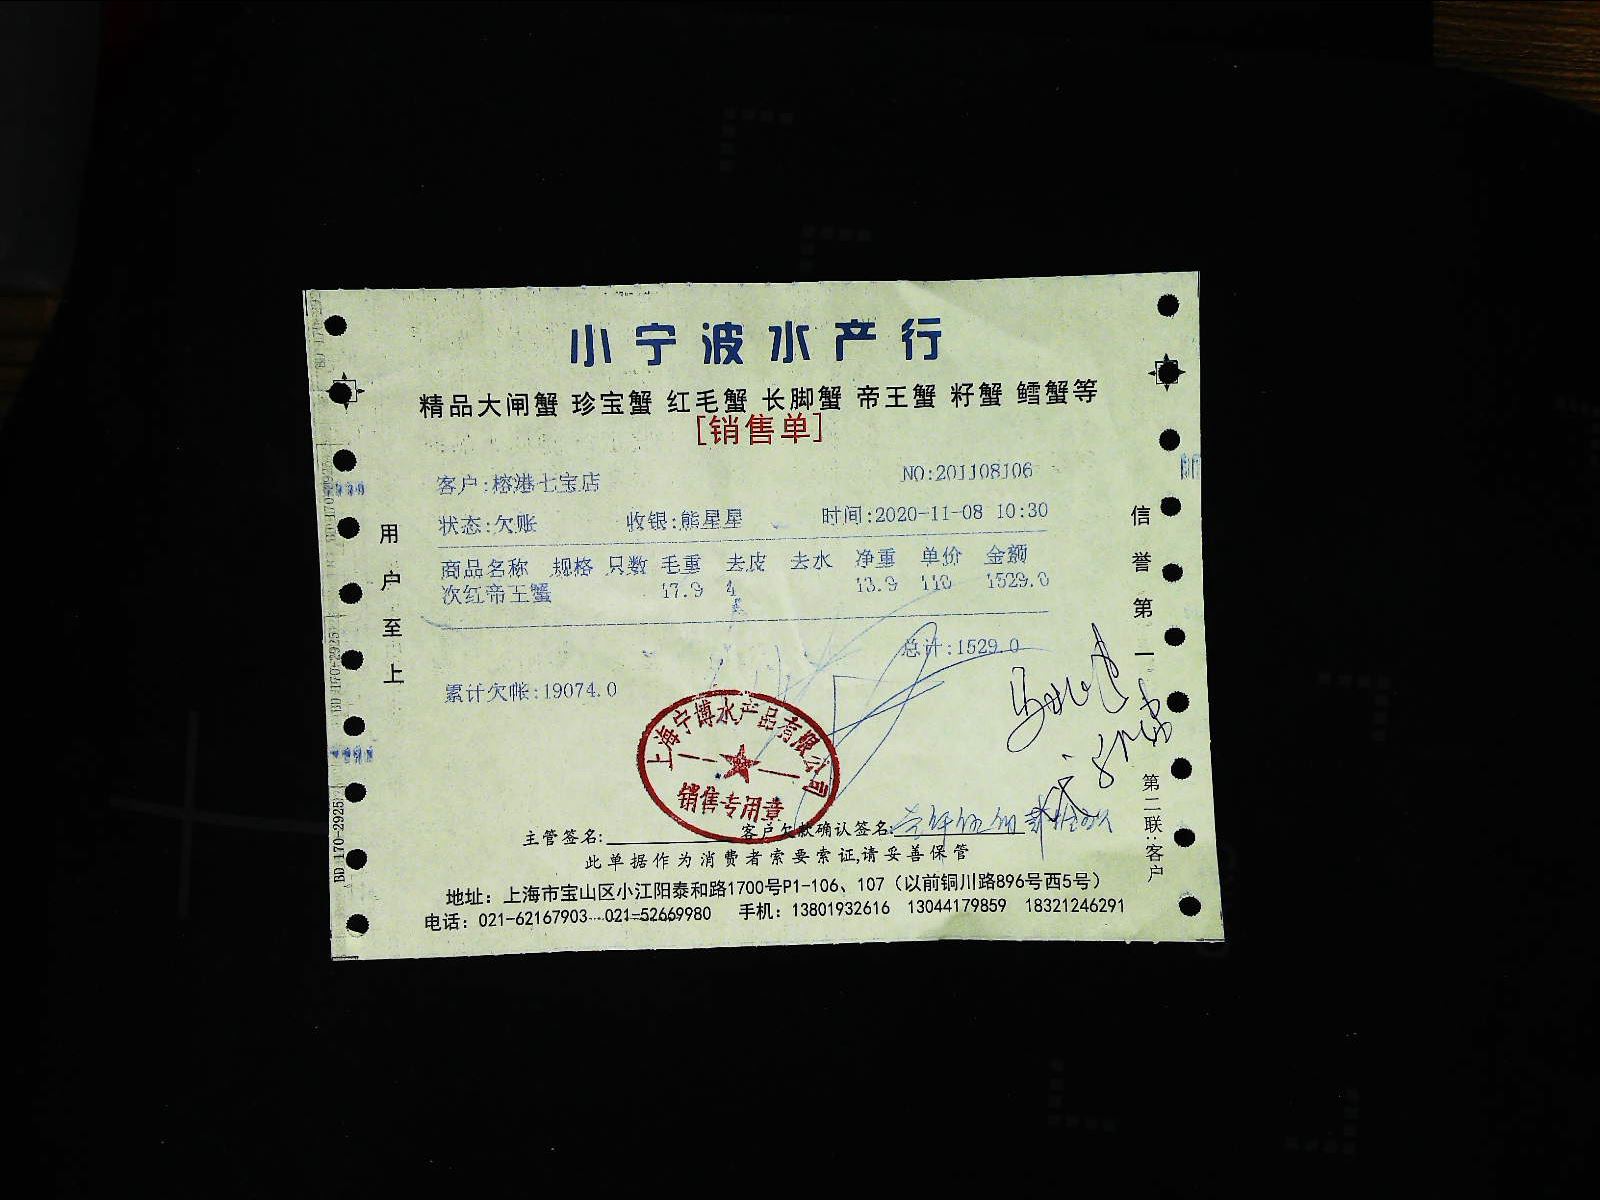 小宁波水产行
精品大闸蟹 珍宝蟹 红毛蟹 长脚蟹 帝王蟹 籽蟹 鳕蟹等
[销售单]
客户:榕港七宝店 NO:201108106
状态:欠账 收银:熊星星 时间:2020-11-08 10:30
商品名称 规格 只数 毛重 去皮 去水 净重 单价 金额
次红帝王蟹 17.9 4 13.9 110 1529.0
总计:1529.0
累计欠帐:19074.0
上海宁博水产品有限公司
销售专用章
主管签名: 客户欠款确认签名:
此单据作为消费者索要索证,请妥善保管
地址：上海市宝山区小江阳泰和路1700号P1-106、107（以前铜川路896号西5号）
电话：021-62167903 021-52669980 手机：13801932616 13044179859 18321246291
用户至上
信誉第一
第二联:客户
BD 170-2925